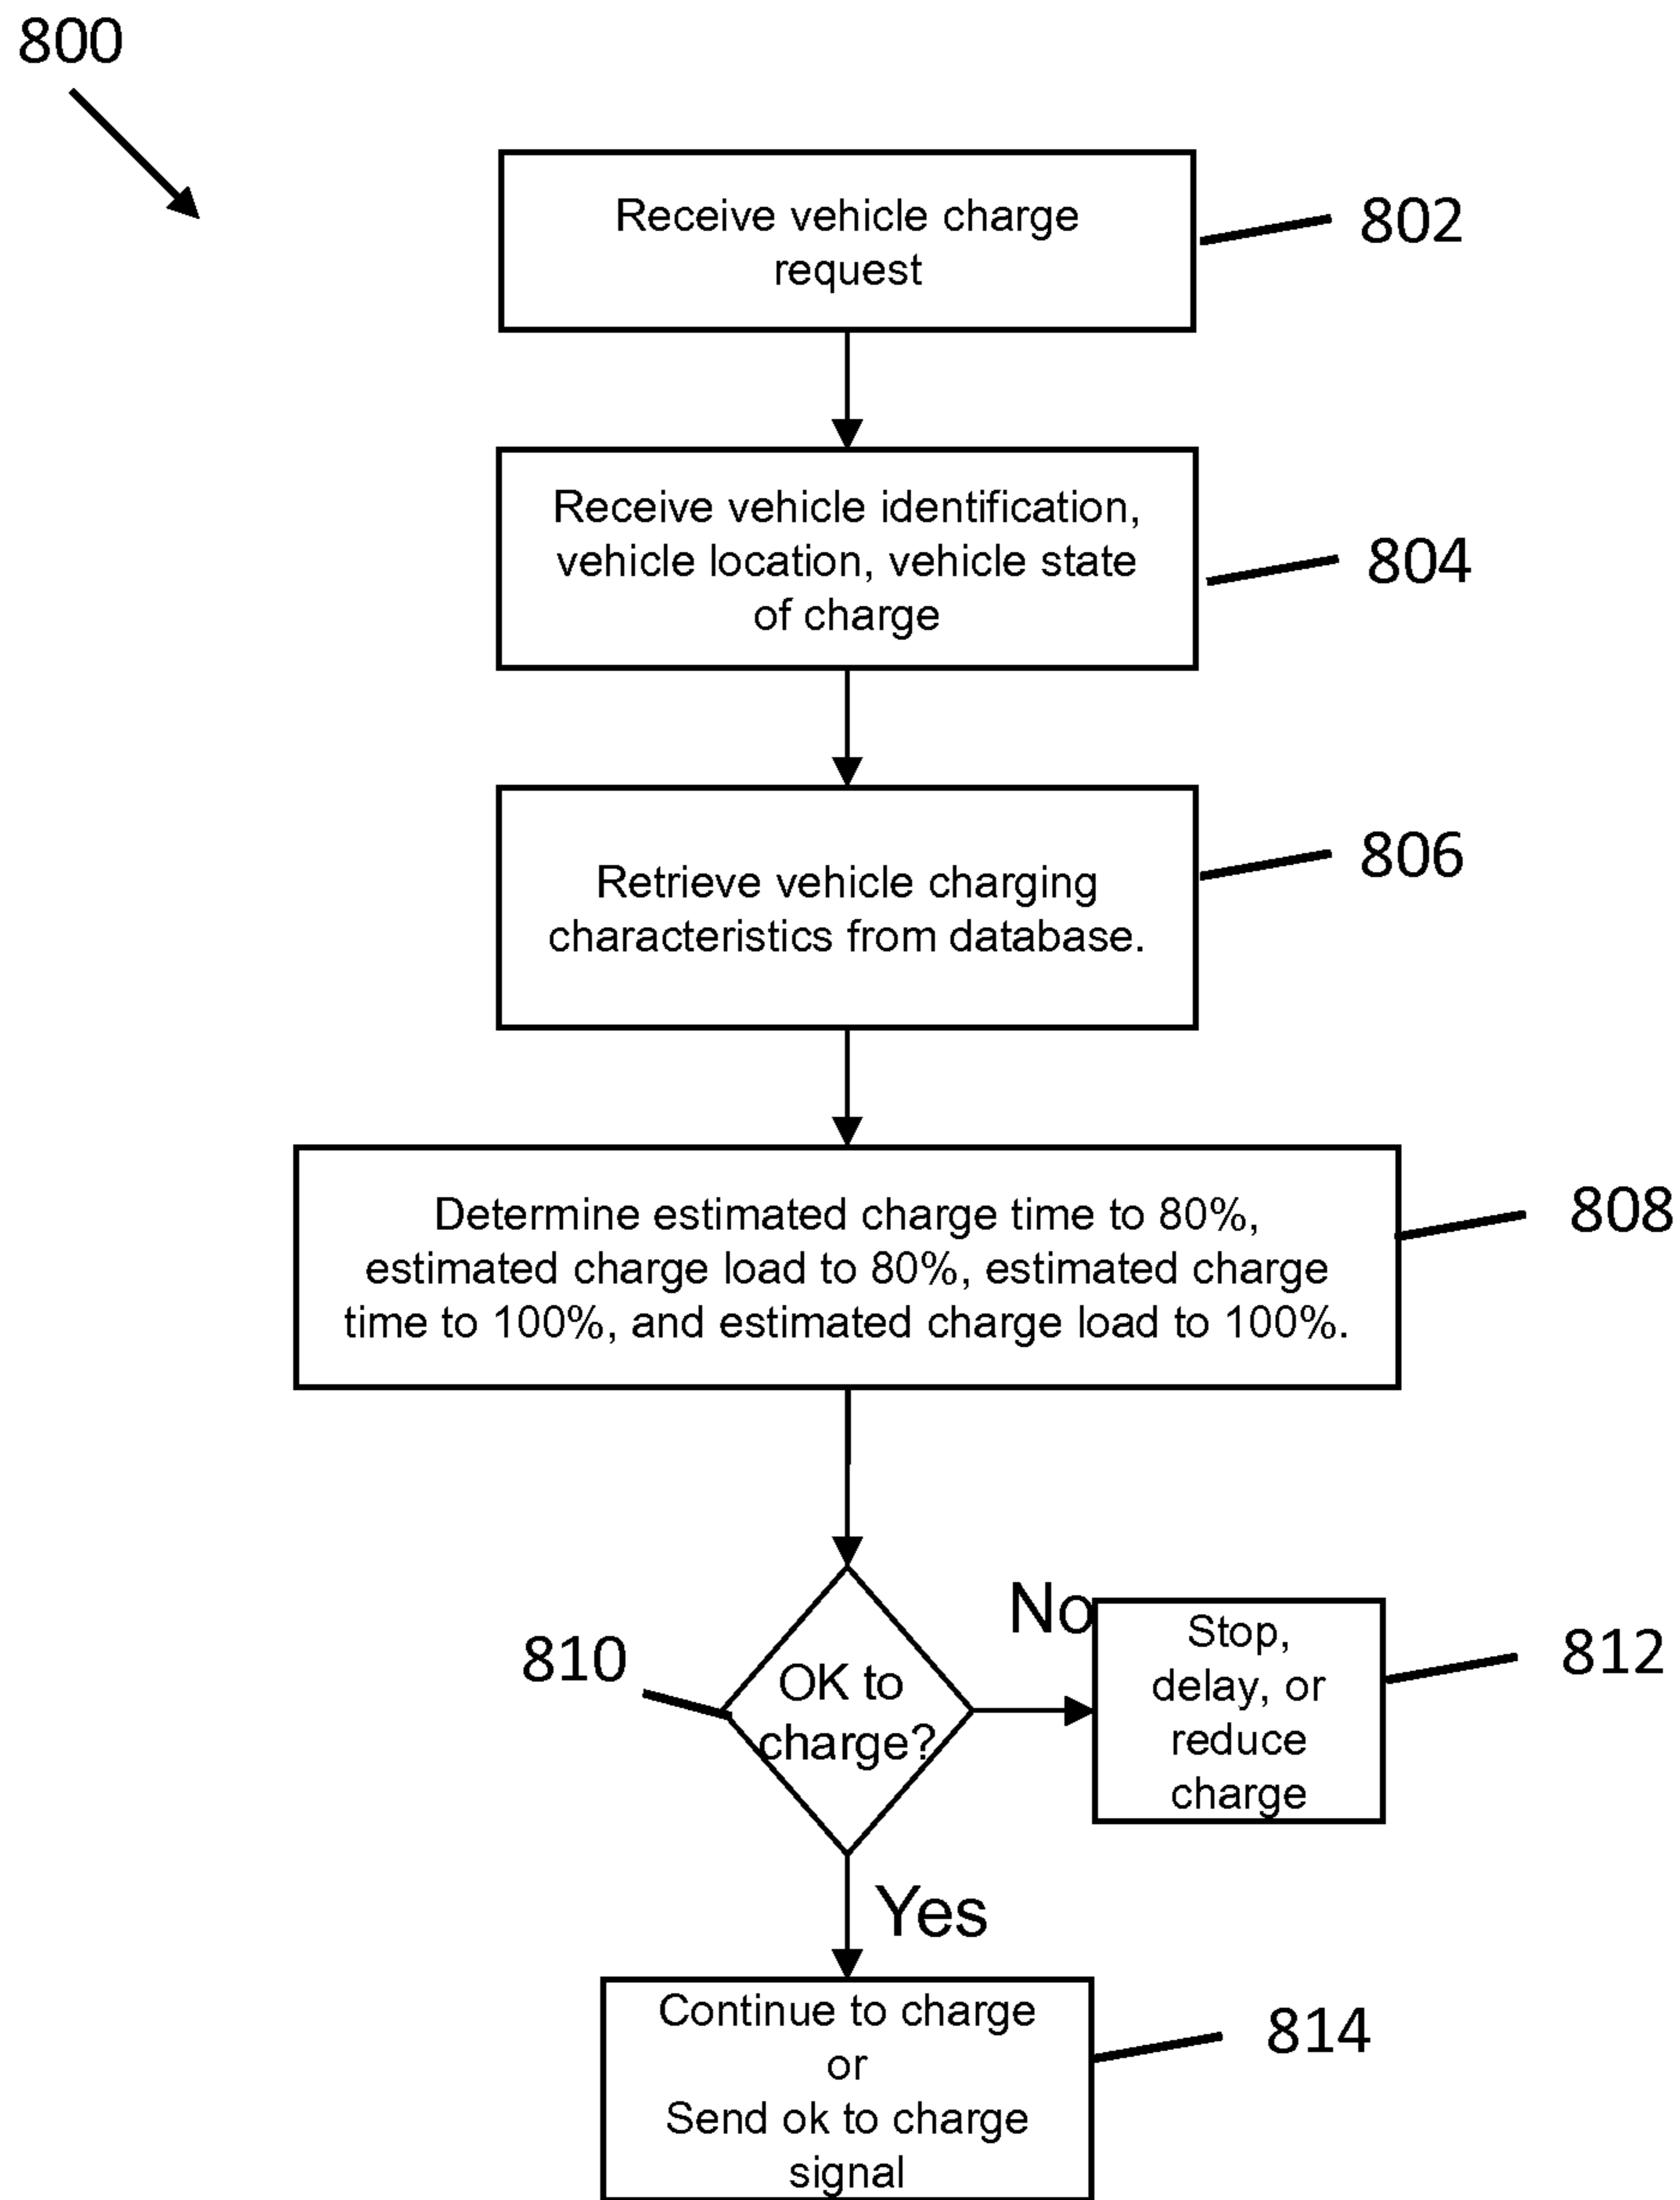 800
Receive vehicle charge
request
802
Receive vehicle identification,
vehicle location, vehicle state
of charge
804
Retrieve vehicle charging
characteristics from database.
806
Determine estimated charge time to 80%,
estimated charge load to 80%, estimated charge
time to 100%, and estimated charge load to 100%.
808
810
OK to
charge?
No
Stop,
delay, or
reduce
charge
812
Yes
Continue to charge
or
Send ok to charge
signal
814